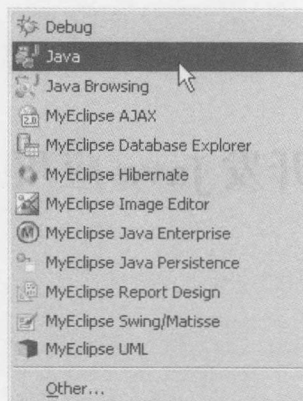 Debug
Java
Java Browsing
MyEclipse AJAX
MyEclipse Database Explorer
MyEclipse Hibernate
MyEclipse Image Editor
MyEclipse Java Enterprise
MyEclipse Java Persistence
MyEclipse Report Design
MyEclipse Swing/Matisse
MyEclipse UML
Other...